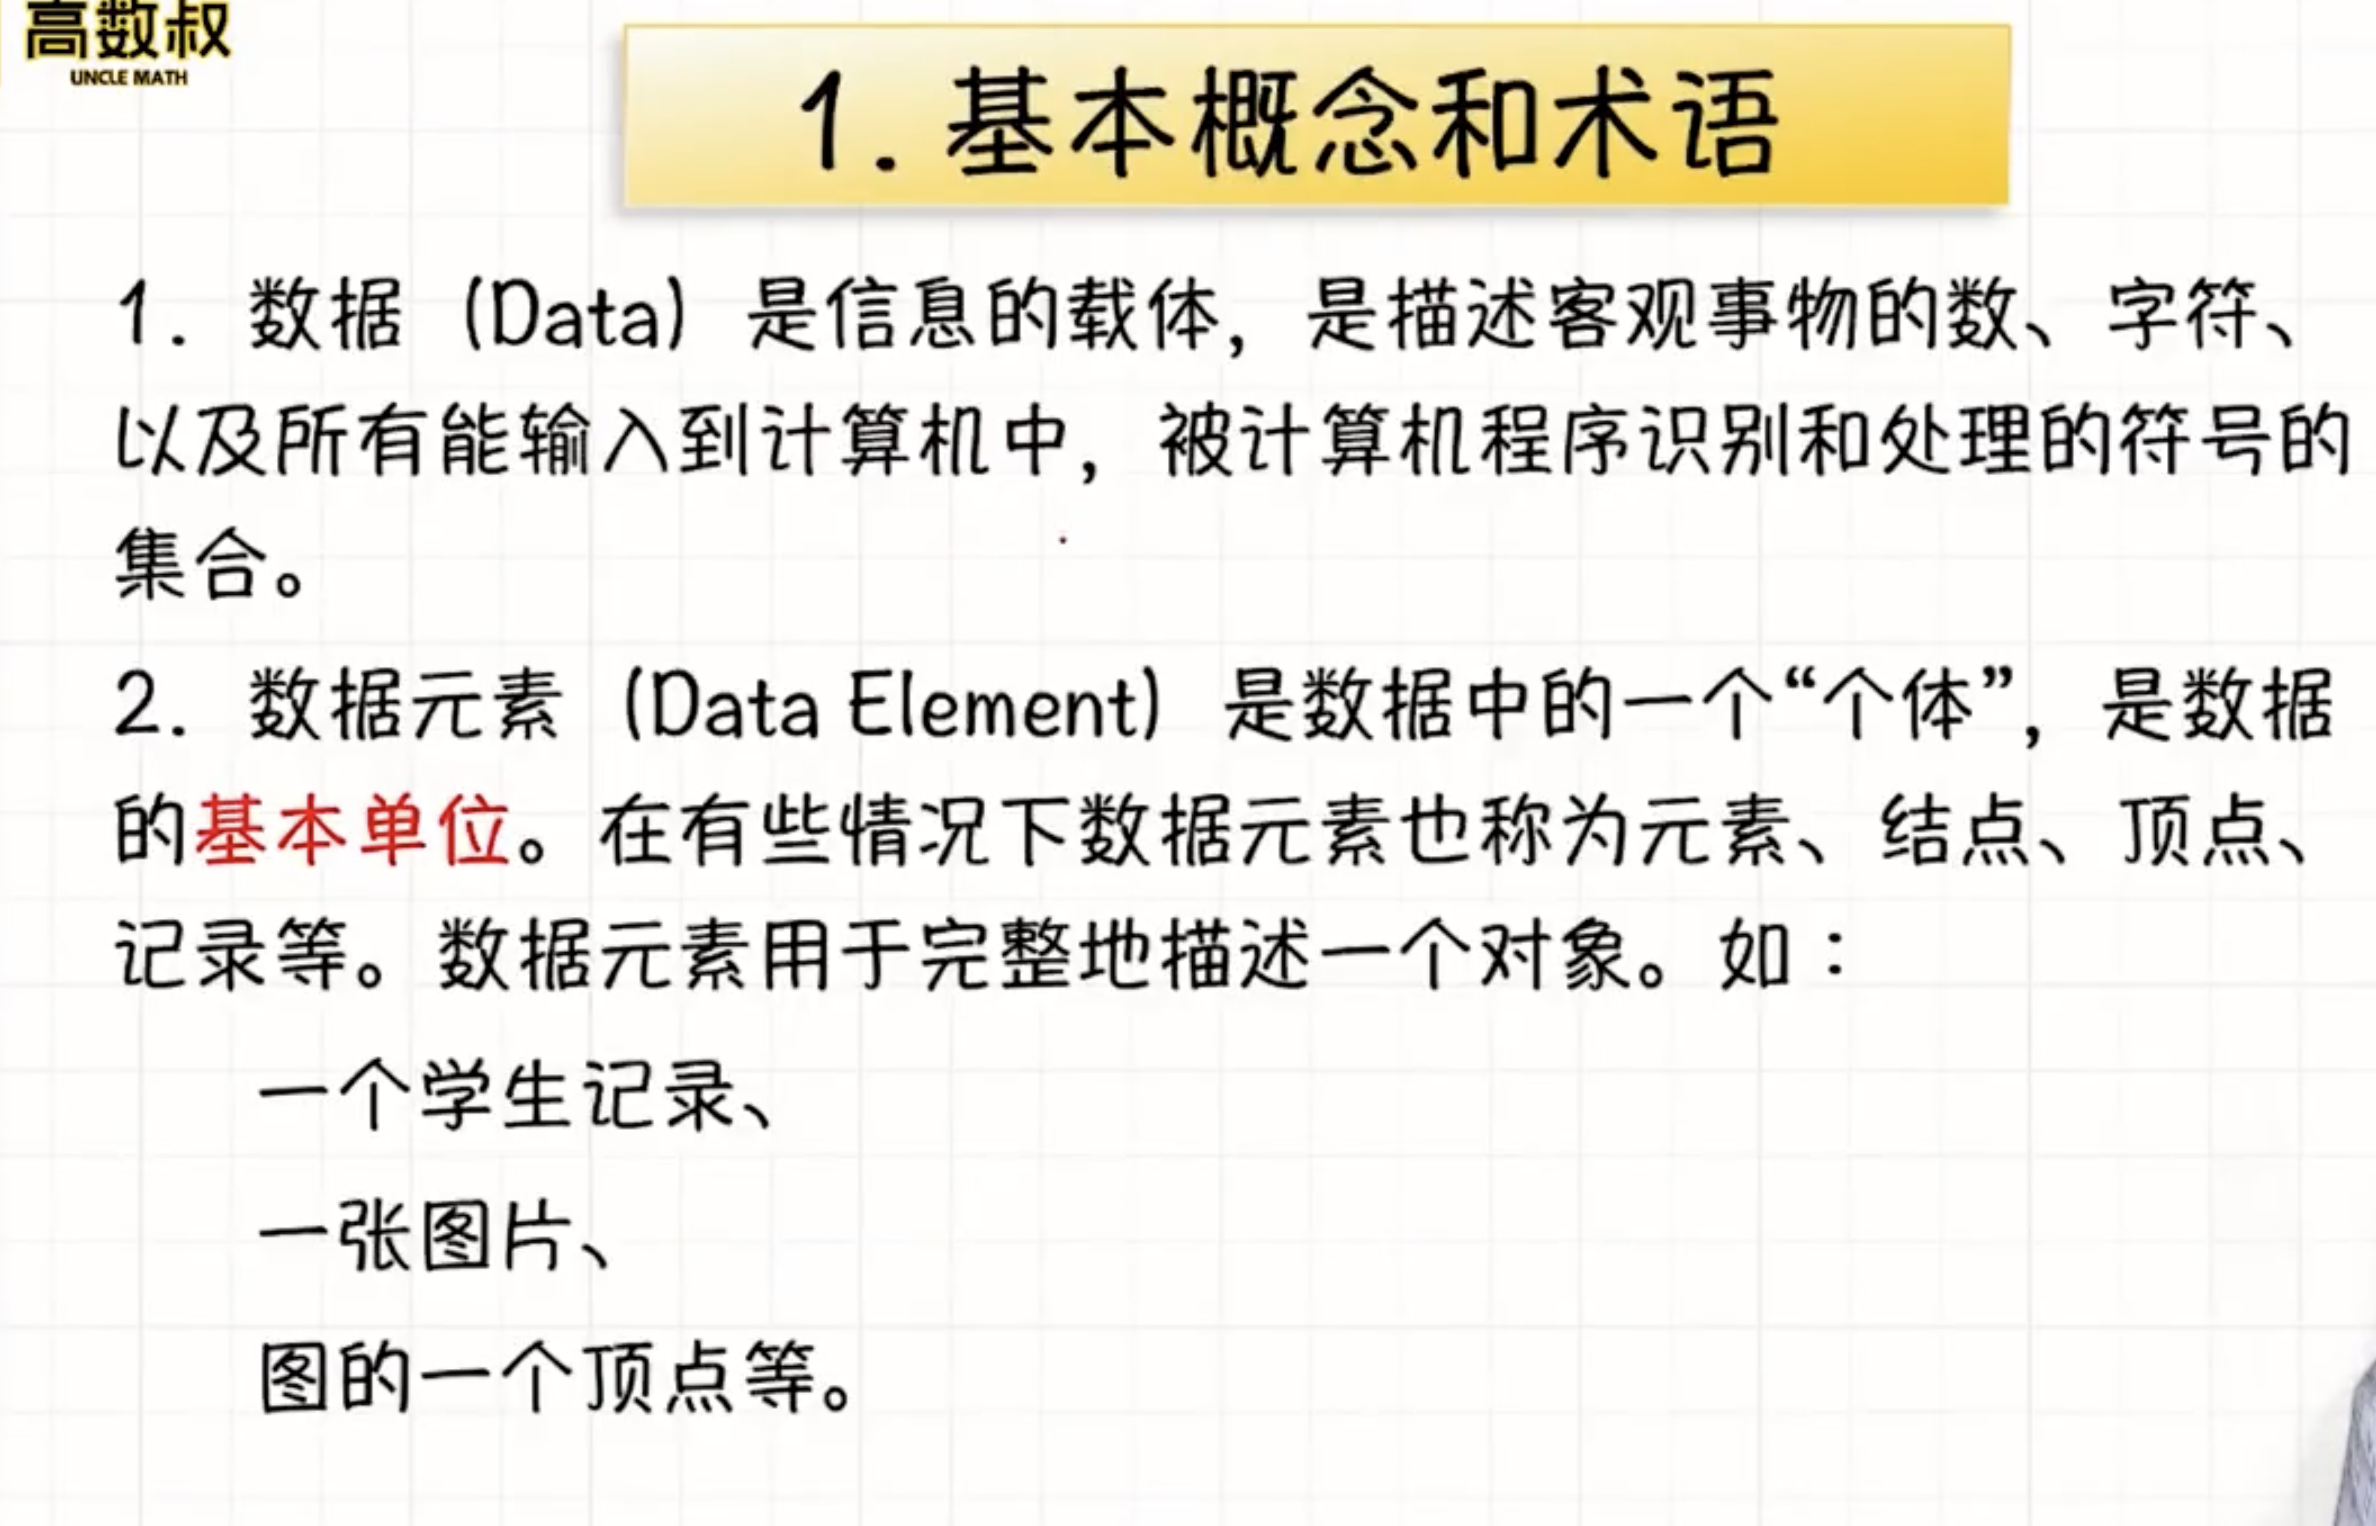 高数叔
UNCLE MATH
1. 基本概念和术语
1. 数据（Data）是信息的载体，是描述客观事物的数、字符、
以及所有能输入到计算机中，被计算机程序识别和处理的符号的
集合。
2. 数据元素（Data Element）是数据中的一个“个体”，是数据
的基本单位。在有些情况下数据元素也称为元素、结点、顶点、
记录等。数据元素用于完整地描述一个对象。如：
一个学生记录、
一张图片、
图的一个顶点等。